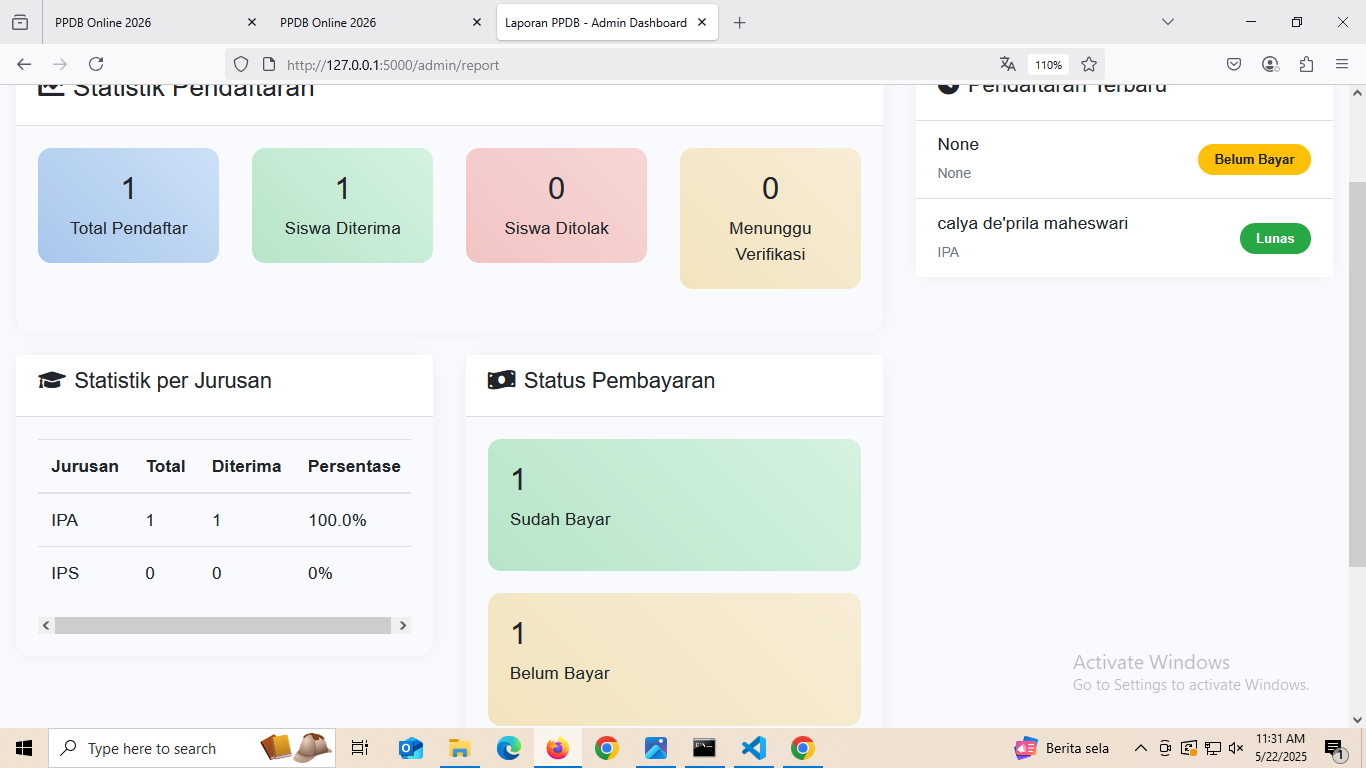 PPDB Online 2026
PPDB Online 2026
Laporan PPDB - Admin Dashboard
http://127.0.0.1:5000/admin/report
110%
Statistik Pendaftaran
1
Total Pendaftar
1
Siswa Diterima
0
Siswa Ditolak
0
Menunggu
Verifikasi
Pendaftaran Terbaru
None
None
Belum Bayar
calya de'prila maheswari
IPA
Lunas
Statistik per Jurusan
Jurusan Total Diterima Persentase
IPA 1 1 100.0%
IPS 0 0 0%
Status Pembayaran
1
Sudah Bayar
1
Belum Bayar
Activate Windows
Go to Settings to activate Windows.
Type here to search
Berita sela
11:31 AM
5/22/2025
1